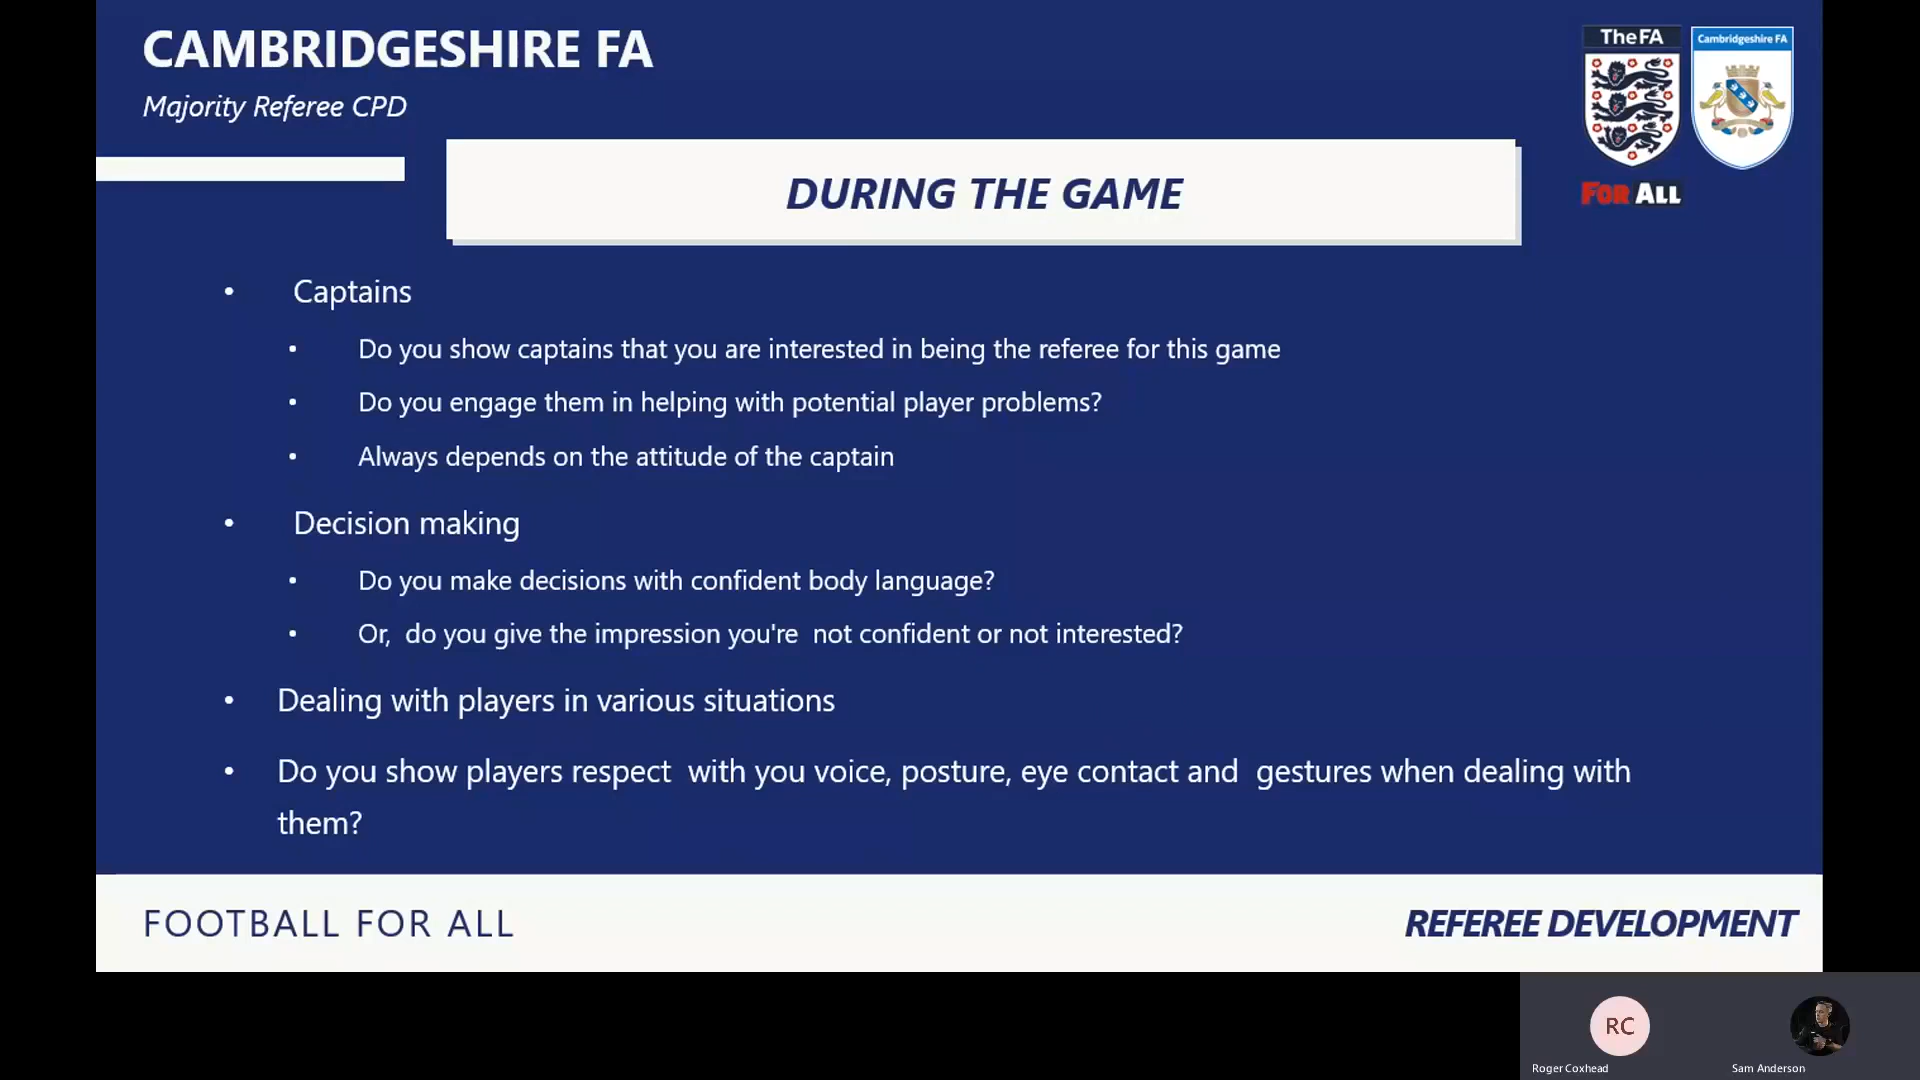 CAMBRIDGESHIRE FA
Majority Referee CPD
TheFA
Cambridgeshire FA
FOR ALL
DURING THE GAME
• Captains
• Do you show captains that you are interested in being the referee for this game
• Do you engage them in helping with potential player problems?
• Always depends on the attitude of the captain
• Decision making
• Do you make decisions with confident body language?
• Or,  do you give the impression you're  not confident or not interested?
• Dealing with players in various situations
• Do you show players respect  with you voice, posture, eye contact and  gestures when dealing with
them?
FOOTBALL FOR ALL
REFEREE DEVELOPMENT
RC
Roger Coxhead
Sam Anderson